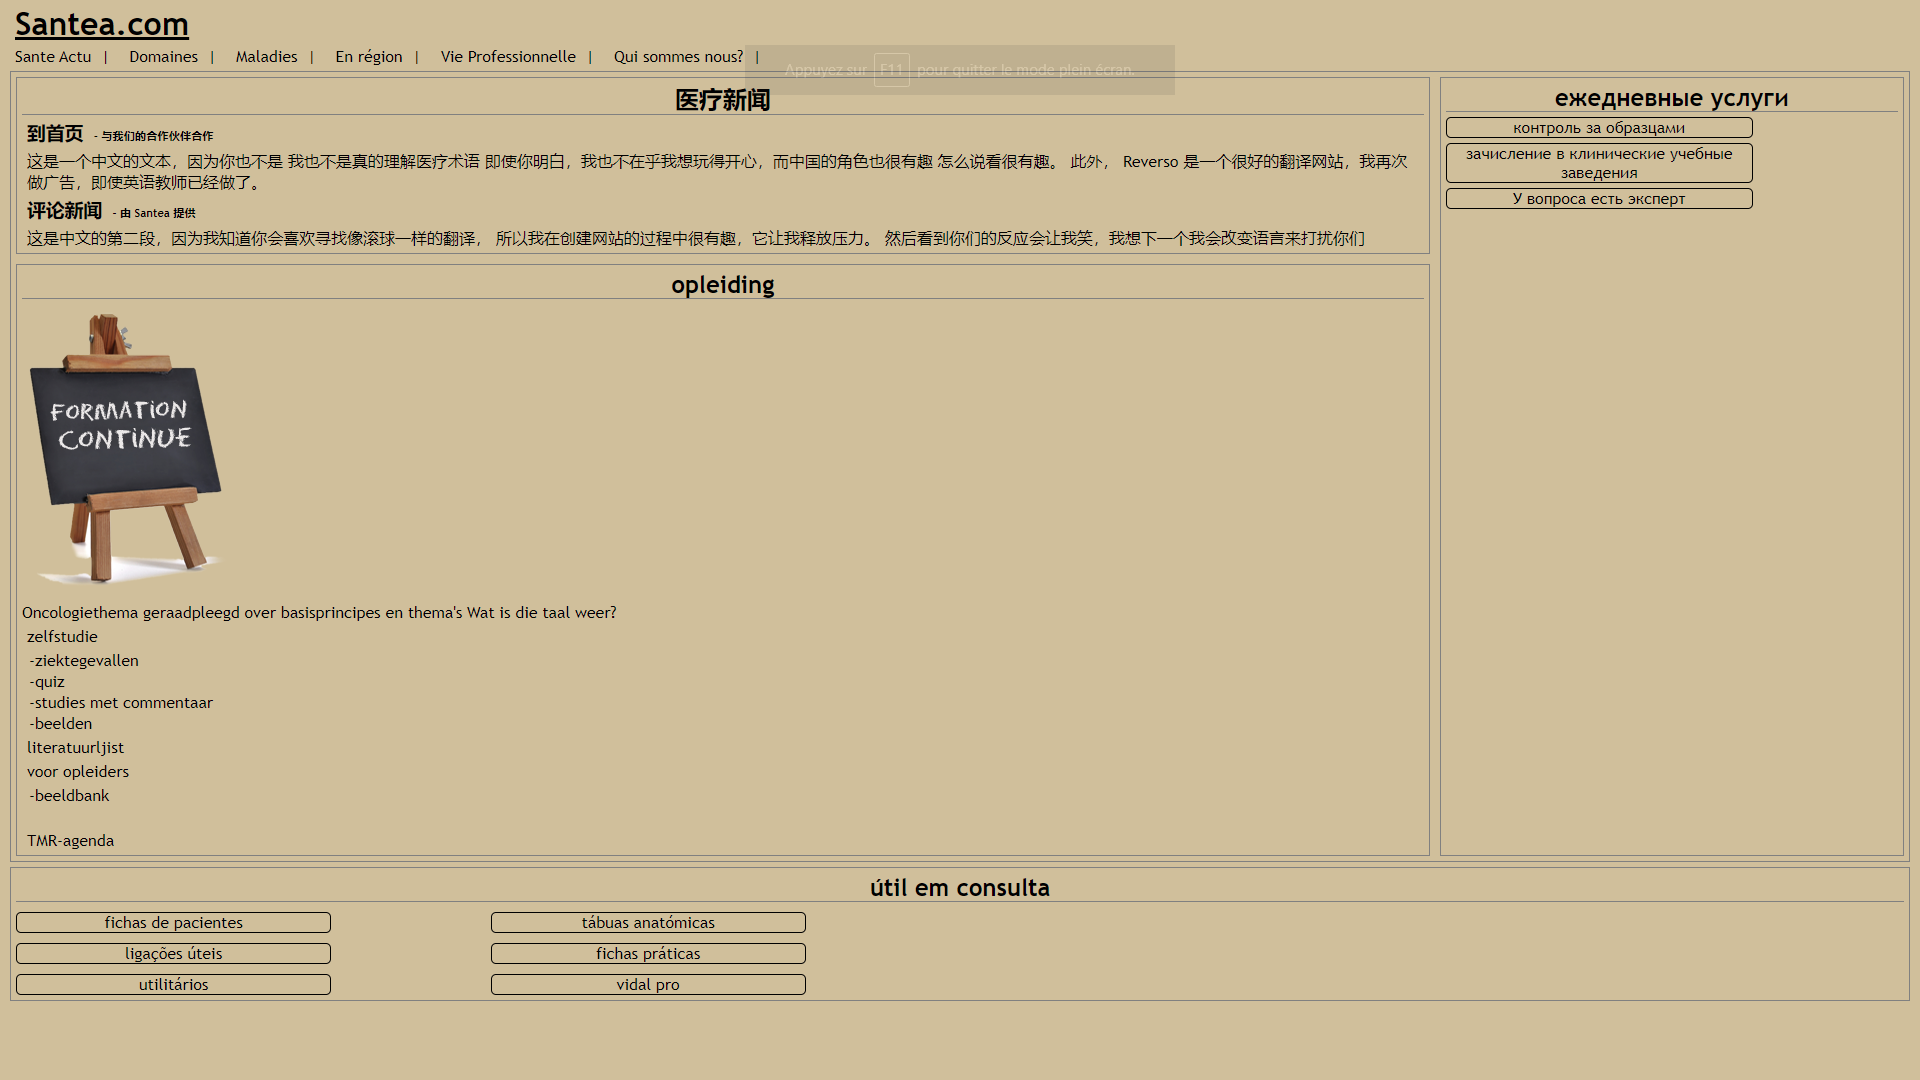 Santea.com
Sante Actu | Domaines | Maladies | En région | Vie Professionnelle | Qui sommes nous? |
Appuyez sur F11 pour quitter le mode plein écran.
医疗新闻
到首页 - 与我们的合作伙伴合作
这是一个中文的文本，因为你也不是 我也不是真的理解医疗术语 即使你明白，我也不在乎我想玩得开心，而中国的角色也很有趣 怎么说看很有趣。 此外， Reverso 是一个很好的翻译网站，我再次
做广告，即使英语教师已经做了。
评论新闻 - 由 Santea 提供
这是中文的第二段，因为我知道你会喜欢寻找像滚球一样的翻译， 所以我在创建网站的过程中很有趣，它让我释放压力。 然后看到你们的反应会让我笑，我想下一个我会改变语言来打扰你们
opleiding
FORMATION
CONTINUE
Oncologiethema geraadpleegd over basisprincipes en thema's Wat is die taal weer?
zelfstudie
-ziektegevallen
-quiz
-studies met commentaar
-beelden
literatuurljist
voor opleiders
-beeldbank
TMR-agenda
ежедневные услуги
контроль за образцами
зачисление в клинические учебные
заведения
У вопроса есть эксперт
útil em consulta
fichas de pacientes
tábuas anatómicas
ligações úteis
fichas práticas
utilitários
vidal pro